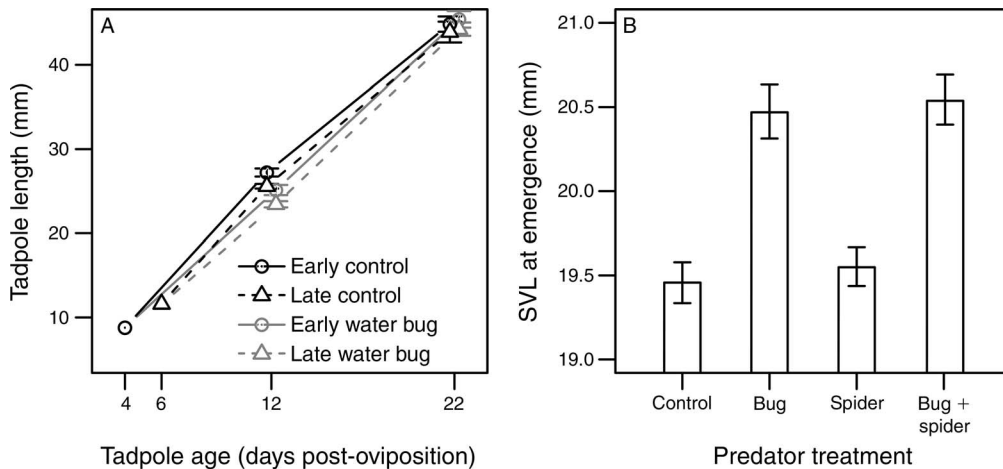 A
Tadpole length (mm)
40
30
20
10
Early control
Late control
Early water bug
Late water bug
4 6 12 22
Tadpole age (days post-oviposition)
B
SVL at emergence (mm)
21.0
20.5
20.0
19.5
19.0
Control Bug Spider Bug +
spider
Predator treatment